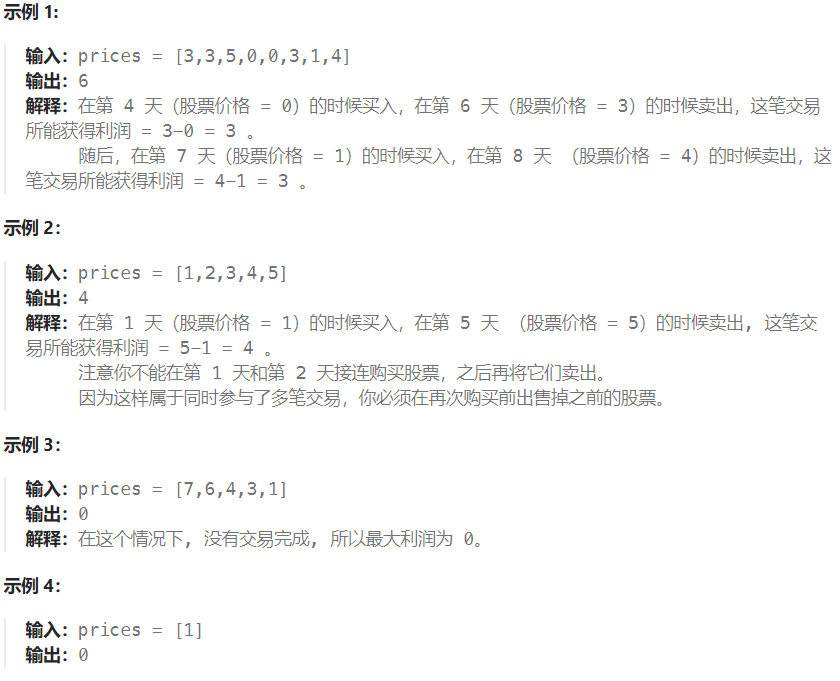 示例 1:
输入: prices = [3,3,5,0,0,3,1,4]
输出: 6
解释: 在第 4 天（股票价格 = 0）的时候买入，在第 6 天（股票价格 = 3）的时候卖出，这笔交易
所能获得利润 = 3-0 = 3 。
随后，在第 7 天（股票价格 = 1）的时候买入，在第 8 天 （股票价格 = 4）的时候卖出，这
笔交易所能获得利润 = 4-1 = 3 。
示例 2：
输入: prices = [1,2,3,4,5]
输出: 4
解释: 在第 1 天（股票价格 = 1）的时候买入，在第 5 天 （股票价格 = 5）的时候卖出, 这笔交
易所能获得利润 = 5-1 = 4 。
注意你不能在第 1 天和第 2 天接连购买股票，之后再将它们卖出。
因为这样属于同时参与了多笔交易，你必须在再次购买前出售掉之前的股票。
示例 3：
输入: prices = [7,6,4,3,1]
输出: 0
解释: 在这个情况下, 没有交易完成, 所以最大利润为 0。
示例 4：
输入: prices = [1]
输出: 0